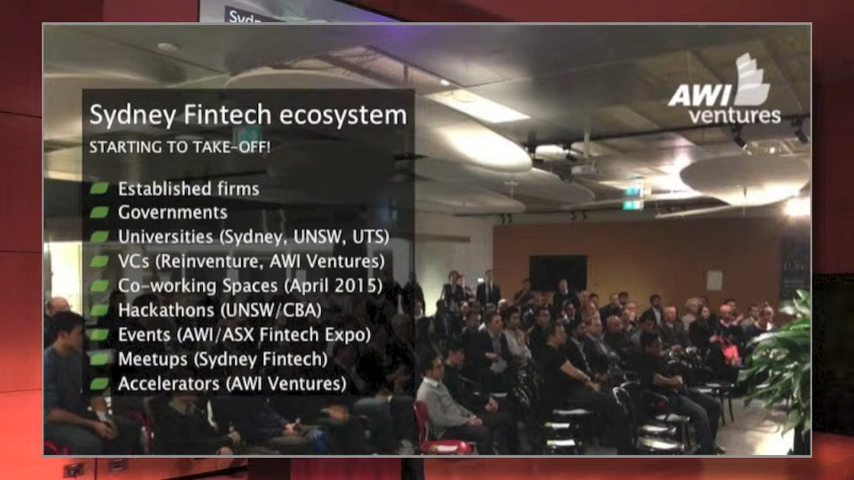 Sydney Fintech ecosystem
STARTING TO TAKE-OFF!
Established firms
Governments
Universities (Sydney, UNSW, UTS)
VCs (Reinventure, AWI Ventures)
Co-working Spaces (April 2015)
Hackathons (UNSW/CBA)
Events (AWI/ASX Fintech Expo)
Meetups (Sydney Fintech)
Accelerators (AWI Ventures)
AWI
ventures